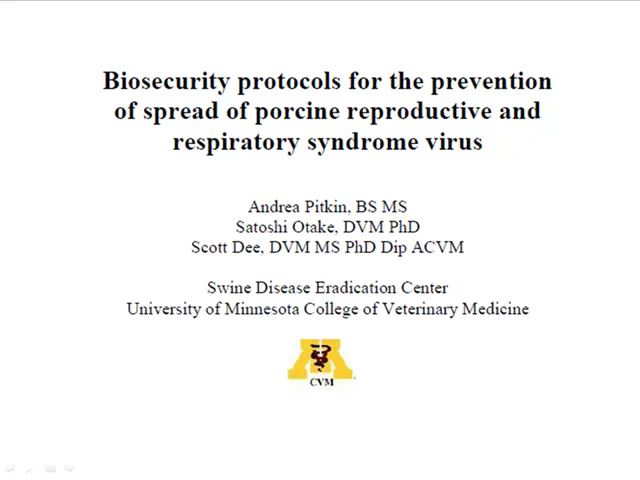 Biosecurity protocols for the prevention
of spread of porcine reproductive and
respiratory syndrome virus
Andrea Pitkin, BS MS
Satoshi Otake, DVM PhD
Scott Dee, DVM MS PhD Dip ACVM
Swine Disease Eradication Center
University of Minnesota College of Veterinary Medicine
CVM